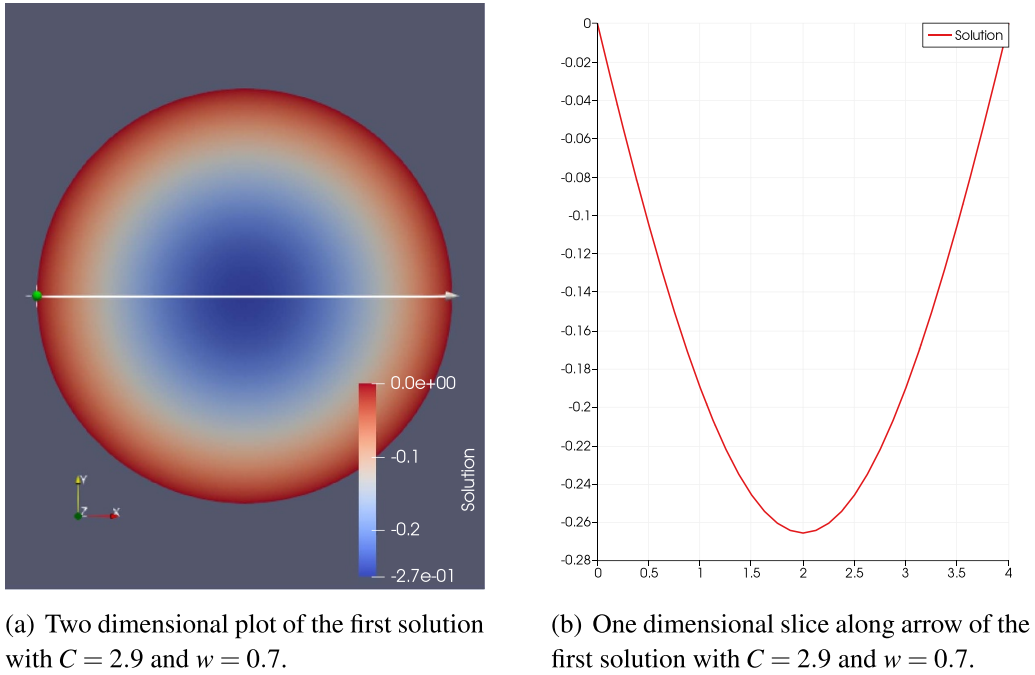 0.0e+00
-0.1
-0.2
-2.7e-01
Solution
Y
Z
X
0
-0.02
-0.04
-0.06
-0.08
-0.1
-0.12
-0.14
-0.16
-0.18
-0.2
-0.22
-0.24
-0.26
-0.28
0 0.5 1 1.5 2 2.5 3 3.5 4
Solution
(a) Two dimensional plot of the first solution
with C = 2.9 and w = 0.7.
(b) One dimensional slice along arrow of the
first solution with C = 2.9 and w = 0.7.